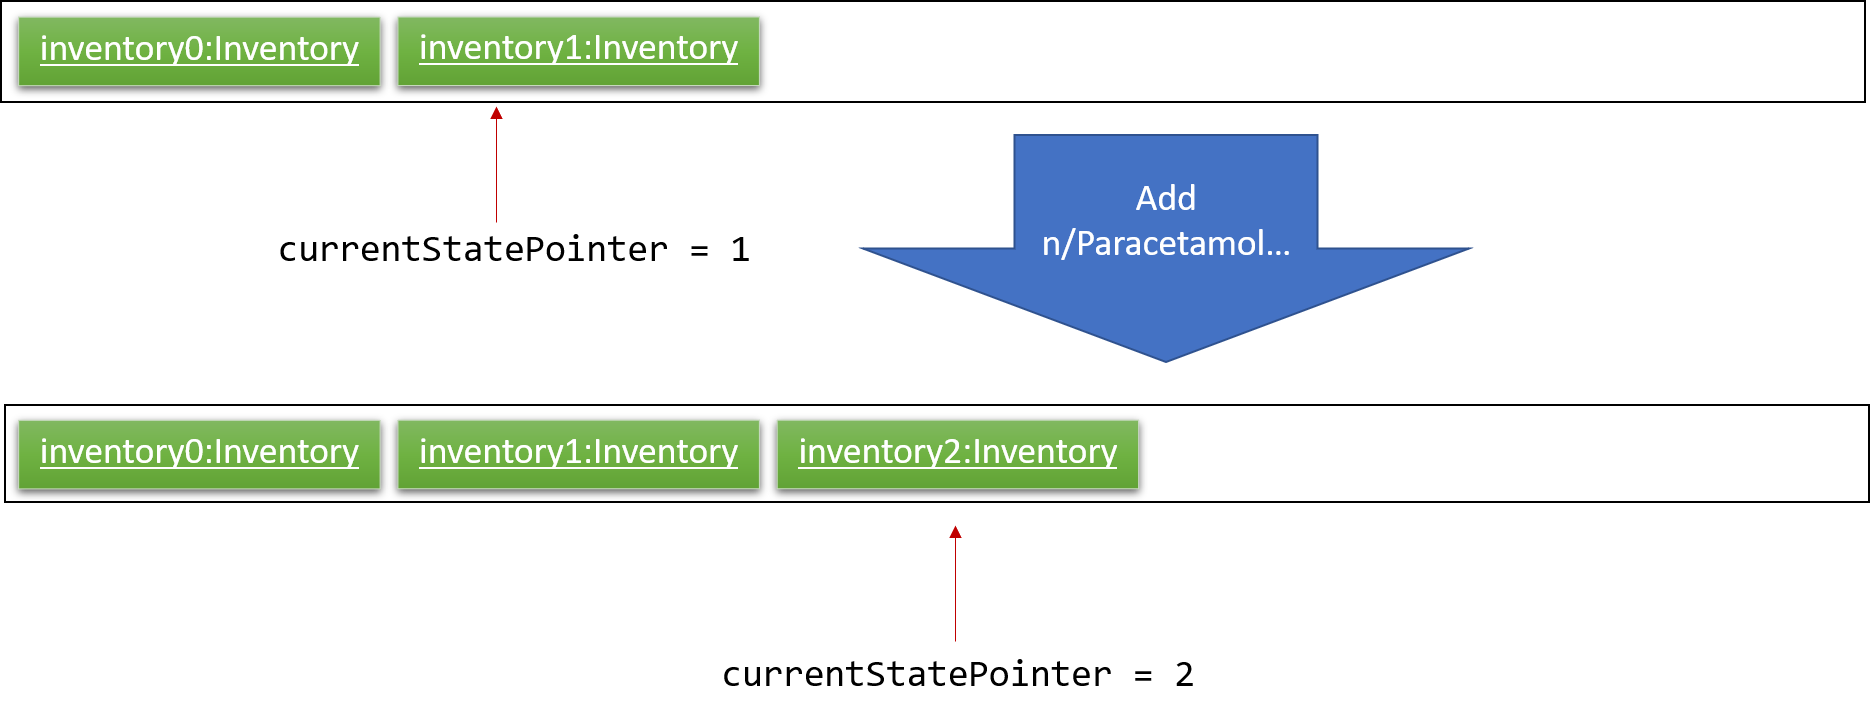 inventory0:Inventory
inventory1:Inventory
currentStatePointer = 1
Add
n/Paracetamol...
inventory0:Inventory
inventory1:Inventory
inventory2:Inventory
currentStatePointer = 2